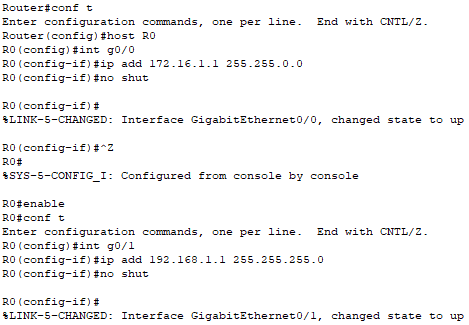 Router#conf t
Enter configuration commands, one per line.  End with CNTL/Z.
Router(config)#host R0
R0(config)#int g0/0
R0(config-if)#ip add 172.16.1.1 255.255.0.0
R0(config-if)#no shut
R0(config-if)#
%LINK-5-CHANGED: Interface GigabitEthernet0/0, changed state to up
R0(config-if)#^Z
R0#
%SYS-5-CONFIG_I: Configured from console by console
R0#enable
R0#conf t
Enter configuration commands, one per line.  End with CNTL/Z.
R0(config)#int g0/1
R0(config-if)#ip add 192.168.1.1 255.255.255.0
R0(config-if)#no shut
R0(config-if)#
%LINK-5-CHANGED: Interface GigabitEthernet0/1, changed state to up